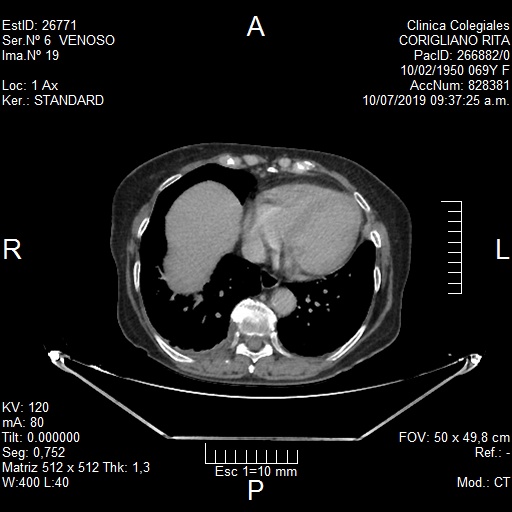 EstID: 26771
Ser.Nº 6 VENOSO
Ima.Nº 19
Loc: 1 Ax
Ker.: STANDARD
A
Clinica Colegiales
CORIGLIANO RITA
PacID: 266882/0
10/02/1950 069Y F
AccNum: 828381
10/07/2019 09:37:25 a.m.
R
L
KV: 120
mA: 80
Tilt: 0.000000
Seg: 0,752
Matriz 512 x 512 Thk: 1,3
W:400 L:40
Esc 1=10 mm
P
FOV: 50 x 49,8 cm
Ref.: -
Mod.: CT